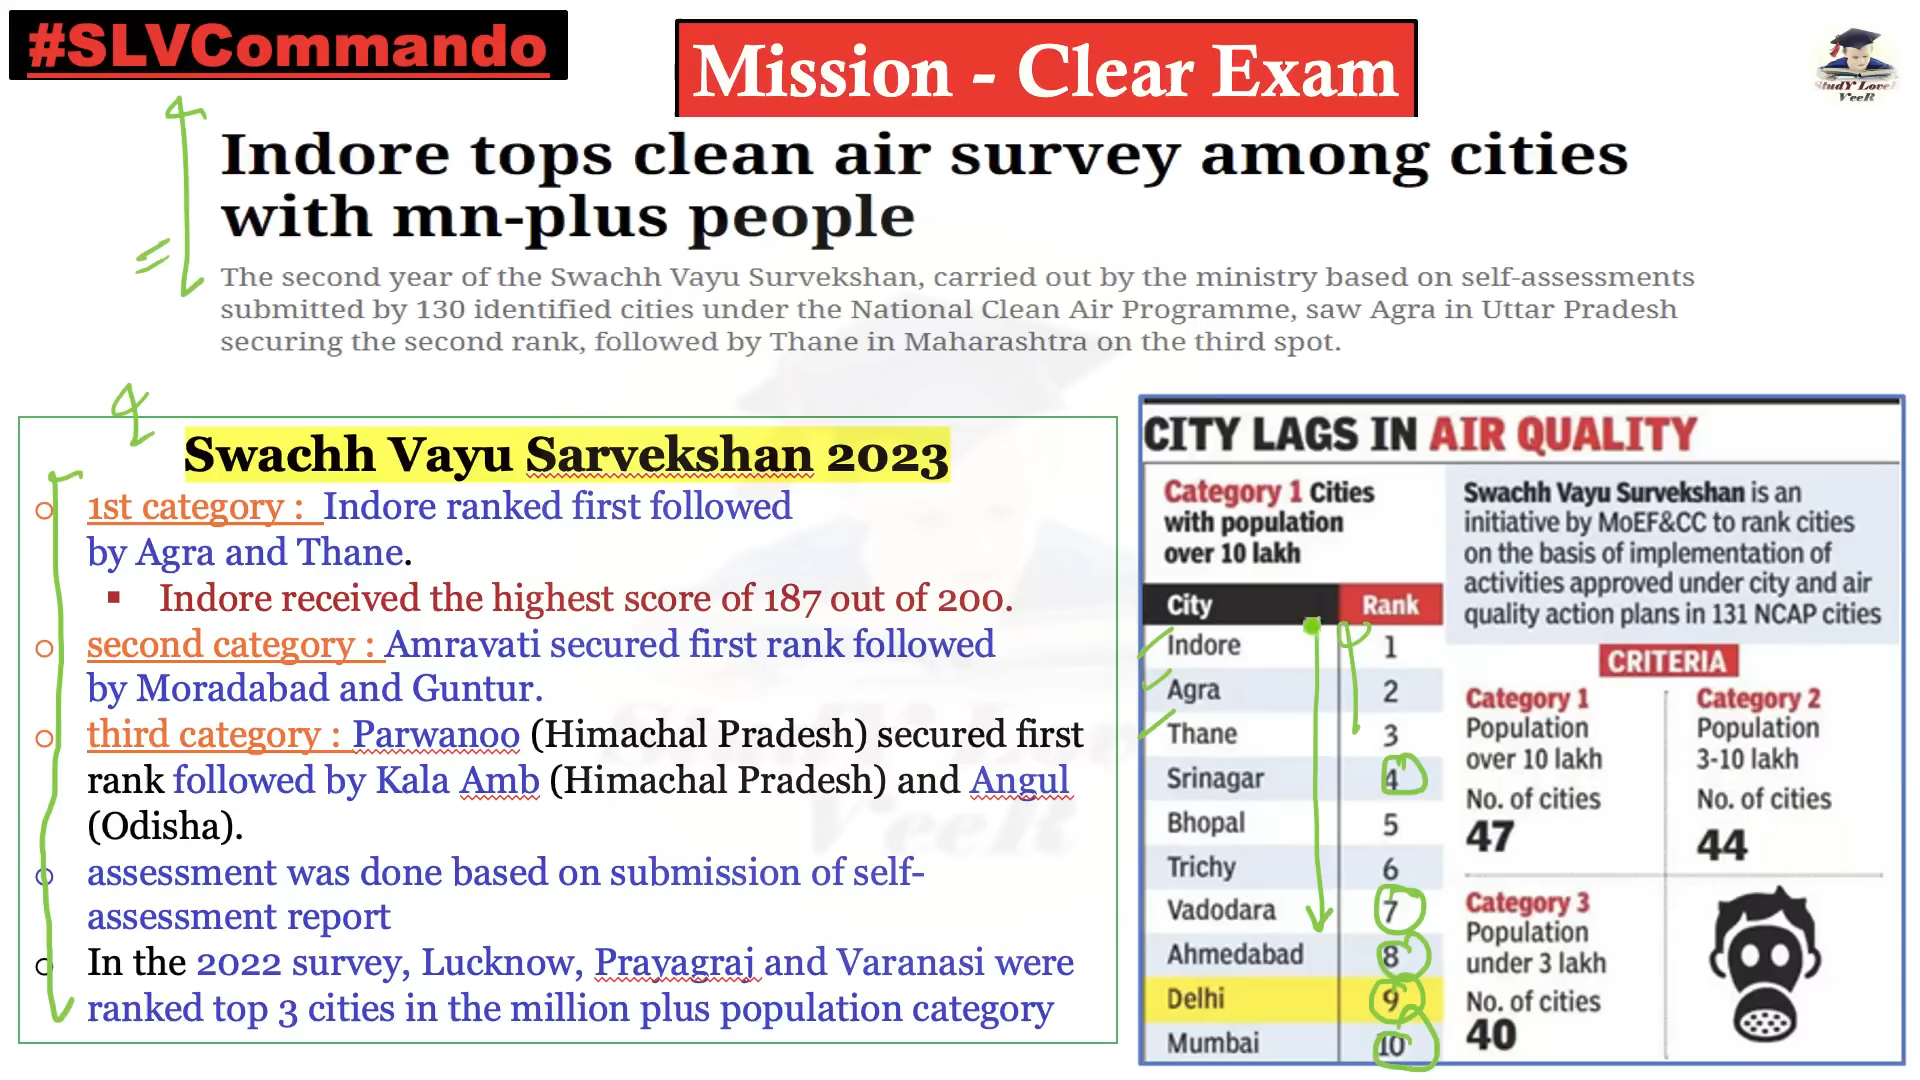 #SLVCommando
Mission - Clear Exam
StudY LoveR
VeeR
Indore tops clean air survey among cities
with mn-plus people
The second year of the Swachh Vayu Survekshan, carried out by the ministry based on self-assessments
submitted by 130 identified cities under the National Clean Air Programme, saw Agra in Uttar Pradesh
securing the second rank, followed by Thane in Maharashtra on the third spot.
Swachh Vayu Sarvekshan 2023
1st category : Indore ranked first followed
by Agra and Thane.
Indore received the highest score of 187 out of 200.
second category : Amravati secured first rank followed
by Moradabad and Guntur.
third category : Parwanoo (Himachal Pradesh) secured first
rank followed by Kala Amb (Himachal Pradesh) and Angul
(Odisha).
assessment was done based on submission of self-
assessment report
In the 2022 survey, Lucknow, Prayagraj and Varanasi were
ranked top 3 cities in the million plus population category
CITY LAGS IN AIR QUALITY
Category 1 Cities
with population
over 10 lakh
City Rank
Indore 1
Agra 2
Thane 3
Srinagar 4
Bhopal 5
Trichy 6
Vadodara 7
Ahmedabad 8
Delhi 9
Mumbai 10
Swachh Vayu Survekshan is an
initiative by MoEF&CC to rank cities
on the basis of implementation of
activities approved under city and air
quality action plans in 131 NCAP cities
CRITERIA
Category 1
Population
over 10 lakh
No. of cities
47
Category 2
Population
3-10 lakh
No. of cities
44
Category 3
Population
under 3 lakh
No. of cities
40
StudY LoveR
VeeR